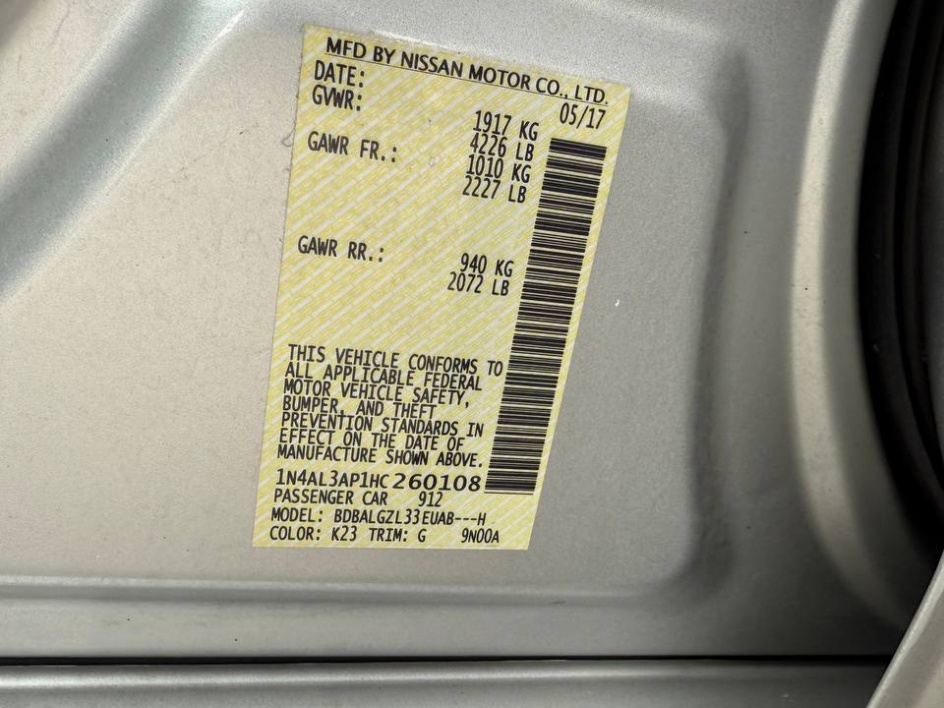 MFD BY NISSAN MOTOR CO., LTD.
DATE: 05/17
GVWR: 1917 KG
4226 LB
GAWR FR.: 1010 KG
2227 LB
GAWR RR.: 940 KG
2072 LB
THIS VEHICLE CONFORMS TO
ALL APPLICABLE FEDERAL
MOTOR VEHICLE SAFETY,
BUMPER, AND THEFT
PREVENTION STANDARDS IN
EFFECT ON THE DATE OF
MANUFACTURE SHOWN ABOVE.
1N4AL3AP1HC260108
PASSENGER CAR 912
MODEL: BDBALGZL33EUAB---H
COLOR: K23 TRIM: G 9N00A